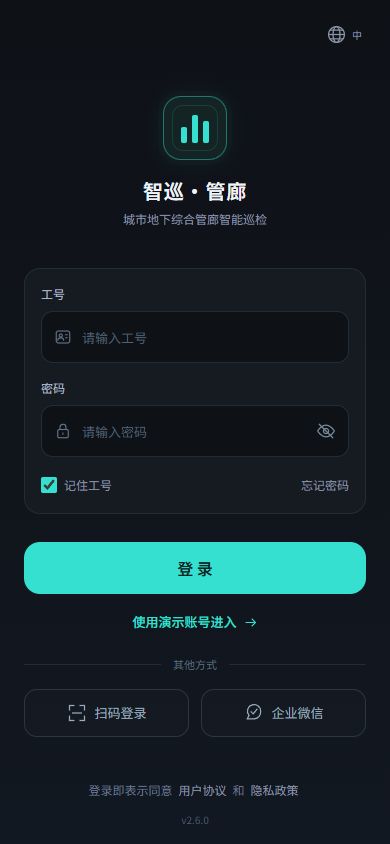 中
智巡·管廊
城市地下综合管廊智能巡检
工号
请输入工号
密码
请输入密码
记住工号 忘记密码
登 录
使用演示账号进入 →
其他方式
扫码登录 企业微信
登录即表示同意 用户协议 和 隐私政策
v2.6.0